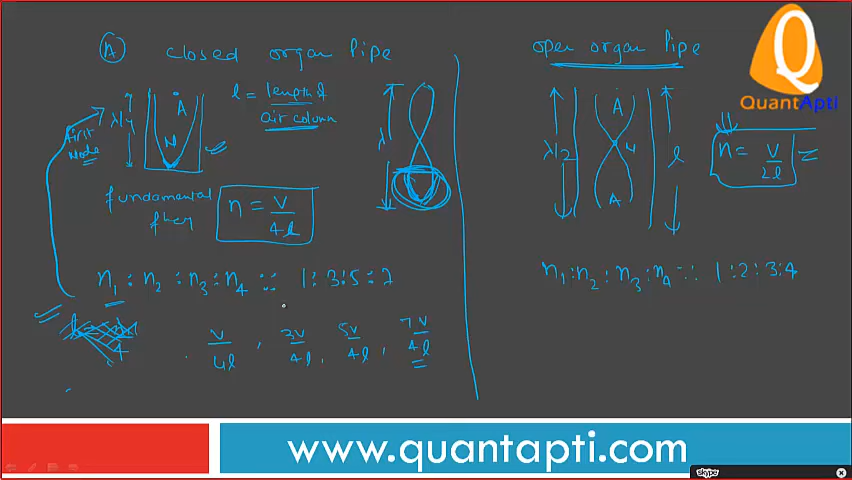 (A) closed organ Pipe
λ/4
A
N
first
Node
l = length of
air column
λ
fundamental
n = V/4l
n1 : n2 : n3 : n4 :: 1 : 3 : 5 : 7
V/4l , 3V/4l , 5V/4l , 7V/4l
open organ Pipe
λ/2
A
N
A
l
n = V/2l =
n1 : n2 : n3 : n4 :: 1 : 2 : 3 : 4
Q
QuantApti
www.quantapti.com
skype